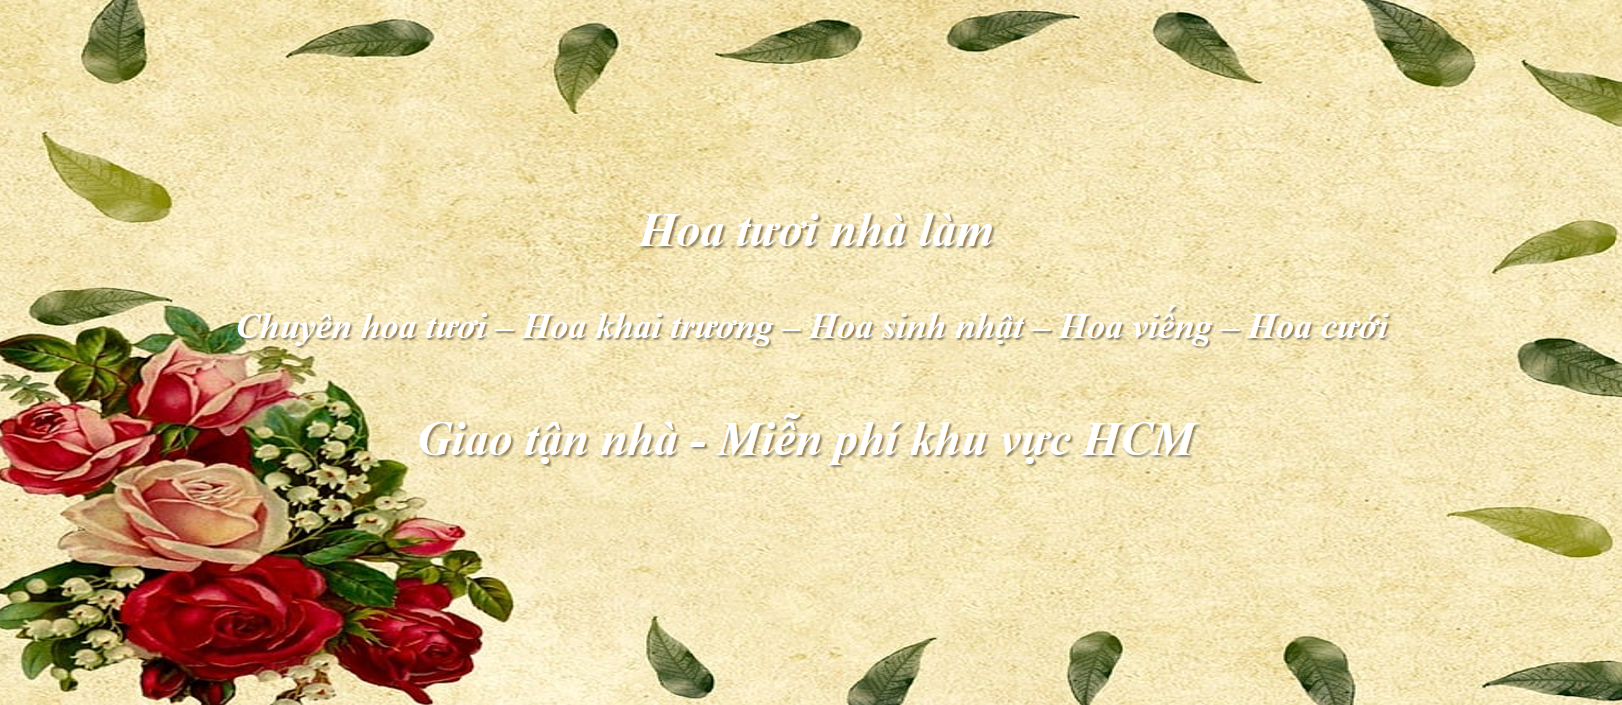 Hoa tươi nhà làm
Chuyên hoa tươi – Hoa khai trương – Hoa sinh nhật – Hoa viếng – Hoa cưới
Giao tận nhà - Miễn phí khu vực HCM